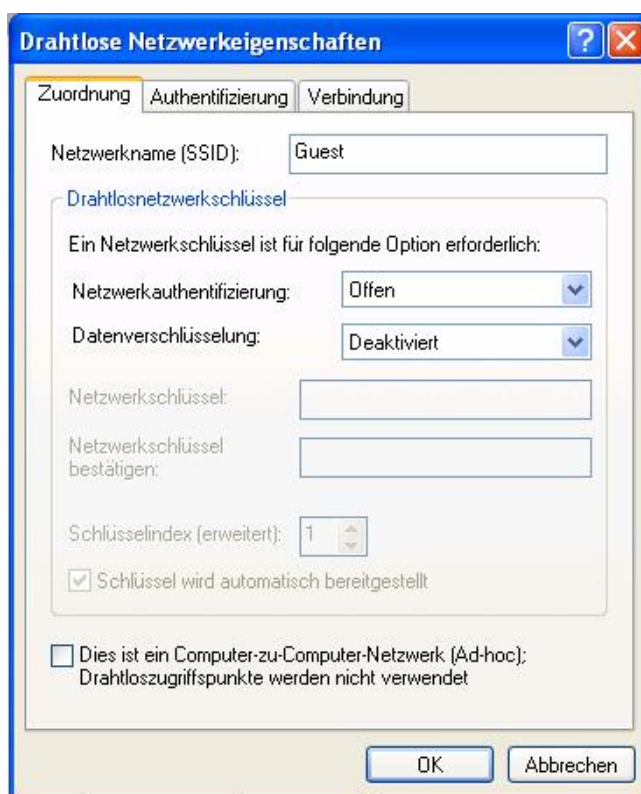 Drahtlose Netzwerkeigenschaften
Zuordnung Authentifizierung Verbindung
Netzwerkname (SSID): Guest
Drahtlosnetzwerkschlüssel
Ein Netzwerkschlüssel ist für folgende Option erforderlich:
Netzwerkauthentifizierung: Offen
Datenverschlüsselung: Deaktiviert
Netzwerkschlüssel:
Netzwerkschlüssel
bestätigen:
Schlüsselindex (erweitert): 1
Schlüssel wird automatisch bereitgestellt
Dies ist ein Computer-zu-Computer-Netzwerk (Ad-hoc);
Drahtloszugriffspunkte werden nicht verwendet
OK Abbrechen